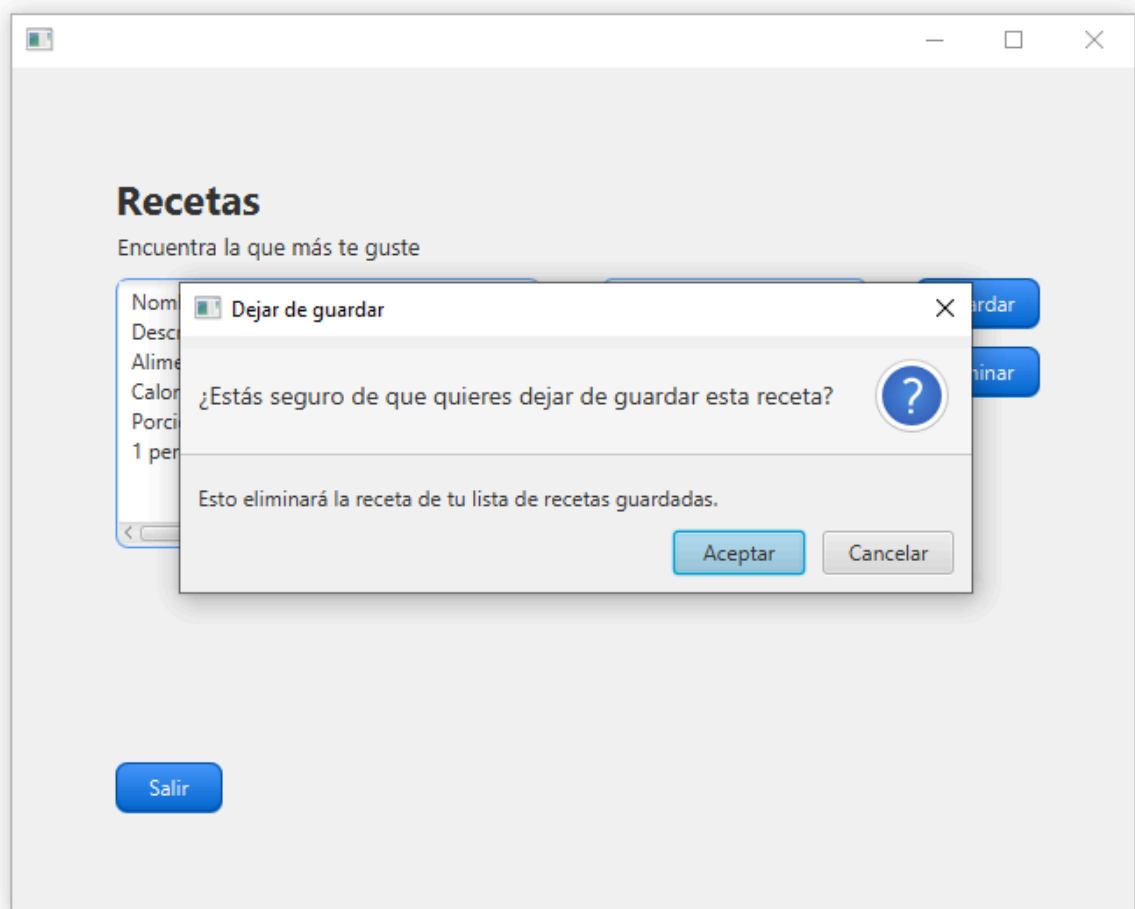 Recetas
Encuentra la que más te guste
Dejar de guardar
¿Estás seguro de que quieres dejar de guardar esta receta?
Esto eliminará la receta de tu lista de recetas guardadas.
Aceptar
Cancelar
1
Salir